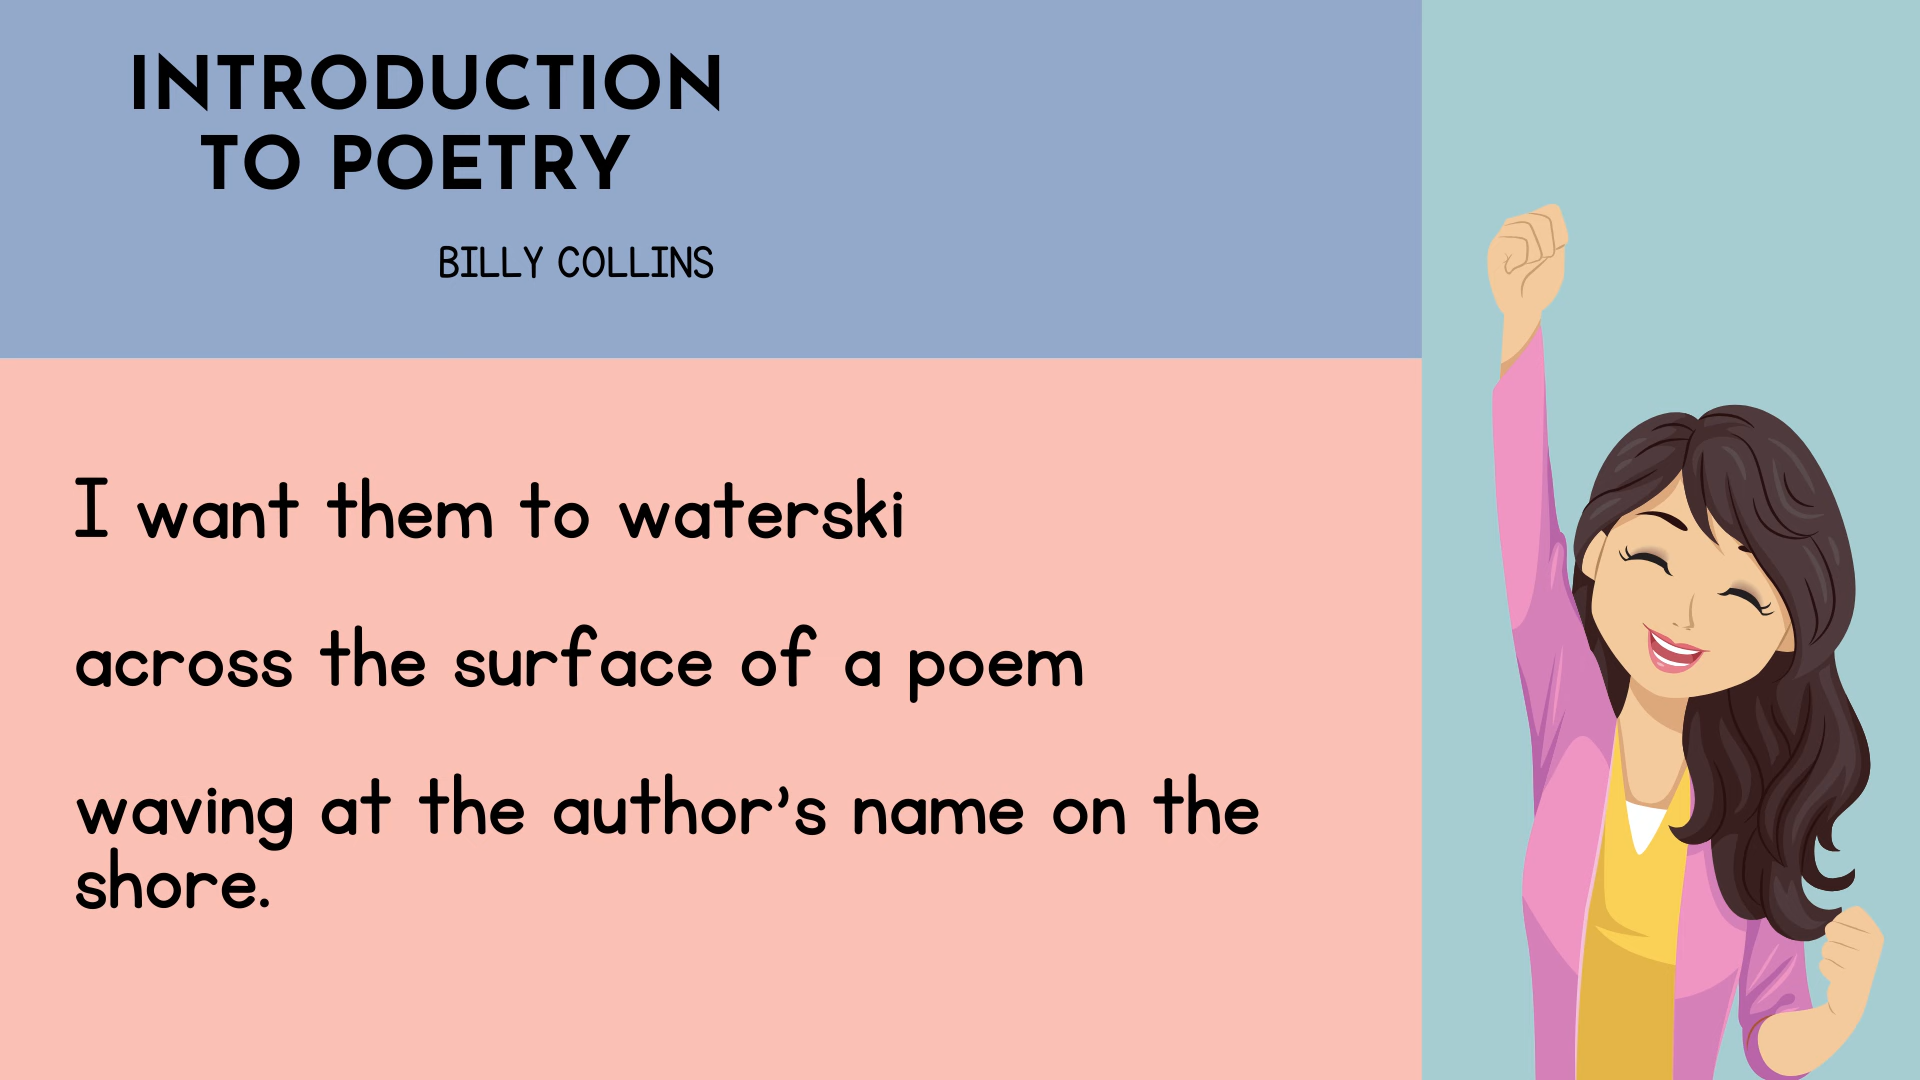 INTRODUCTION
TO POETRY
BILLY COLLINS
I want them to waterski
across the surface of a poem
waving at the author's name on the
shore.